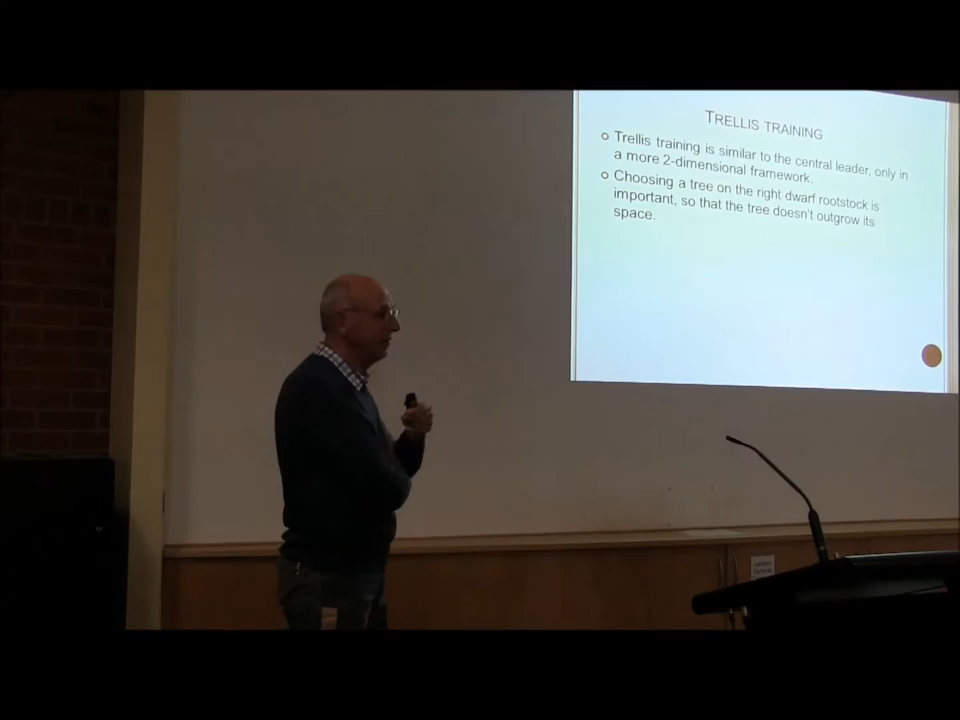 TRELLIS TRAINING
Trellis training is similar to the central leader, only in
a more 2-dimensional framework.
Choosing a tree on the right dwarf rootstock is
important, so that the tree doesn't outgrow its
space.